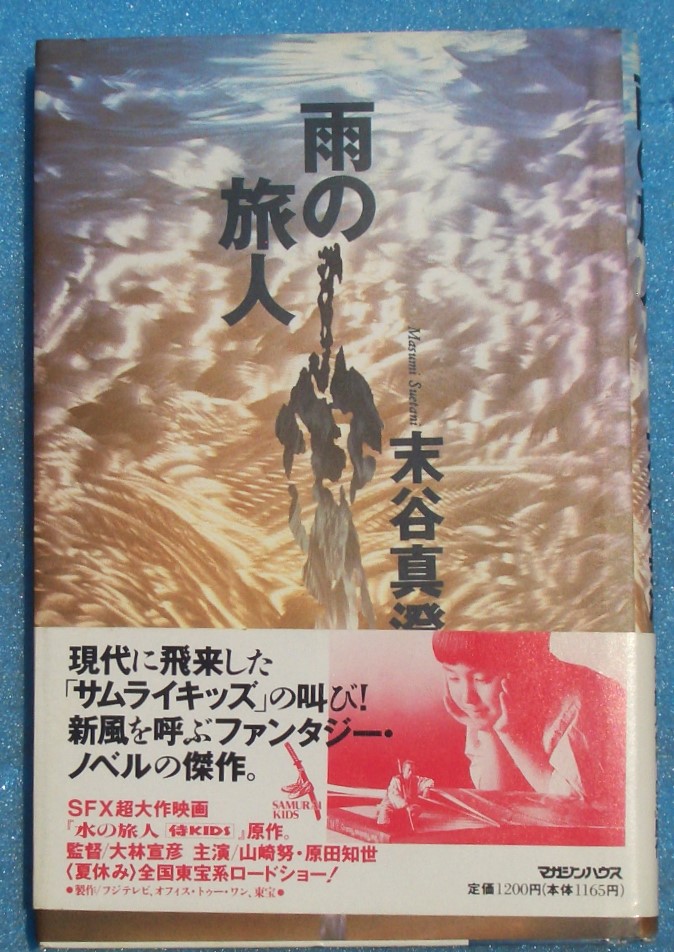 雨の
旅人
Masumi Suetani
末谷真澄
現代に飛来した
「サムライキッズ」の叫び!
新風を呼ぶファンタジー・
ノベルの傑作。
SAMURAI
KIDS
SFX超大作映画
『水の旅人 侍KIDS』原作。
監督/大林宣彦 主演/山崎努・原田知世
〈夏休み〉全国東宝系ロードショー!
●製作/フジテレビ、オフィス・トゥー・ワン、東宝●
マガジンハウス
定価1200円(本体1165円)